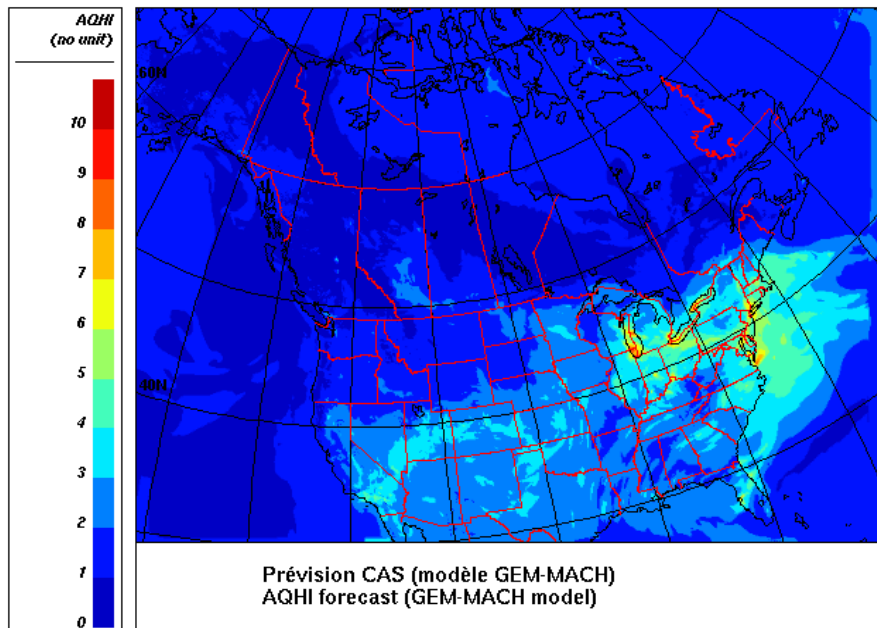 AQHI
(no unit)
10
9
8
7
6
5
4
3
2
1
0
60N
40N
Prévision CAS (modèle GEM-MACH)
AQHI forecast (GEM-MACH model)